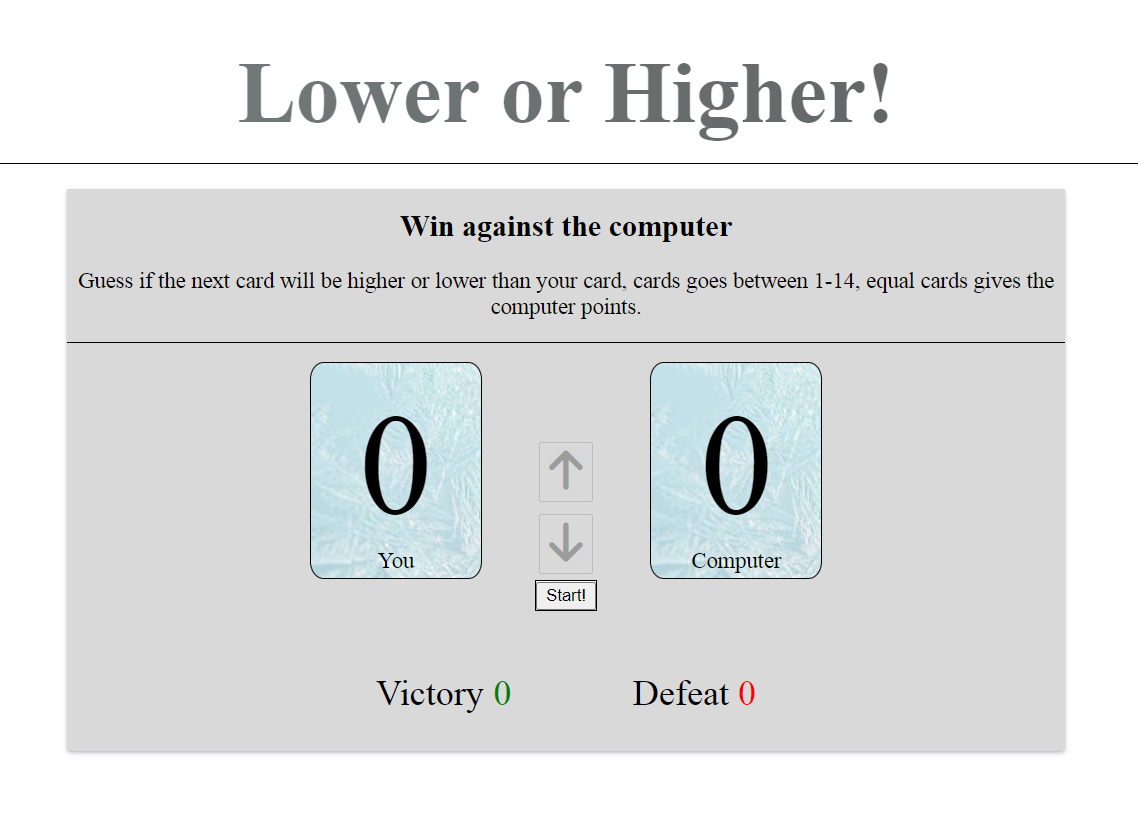 Lower or Higher!
Win against the computer
Guess if the next card will be higher or lower than your card, cards goes between 1-14, equal cards gives the
computer points.
0
You
0
Computer
Start!
Victory 0
Defeat 0